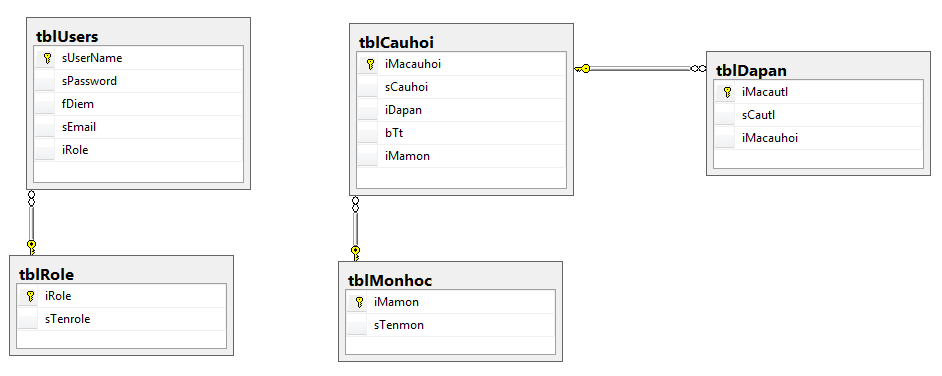 tblUsers
sUserName
sPassword
fDiem
sEmail
iRole
tblRole
iRole
sTenrole
tblCauhoi
iMacauhoi
sCauhoi
iDapan
bTt
iMamon
tblMonhoc
iMamon
sTenmon
tblDapan
iMacautl
sCautl
iMacauhoi